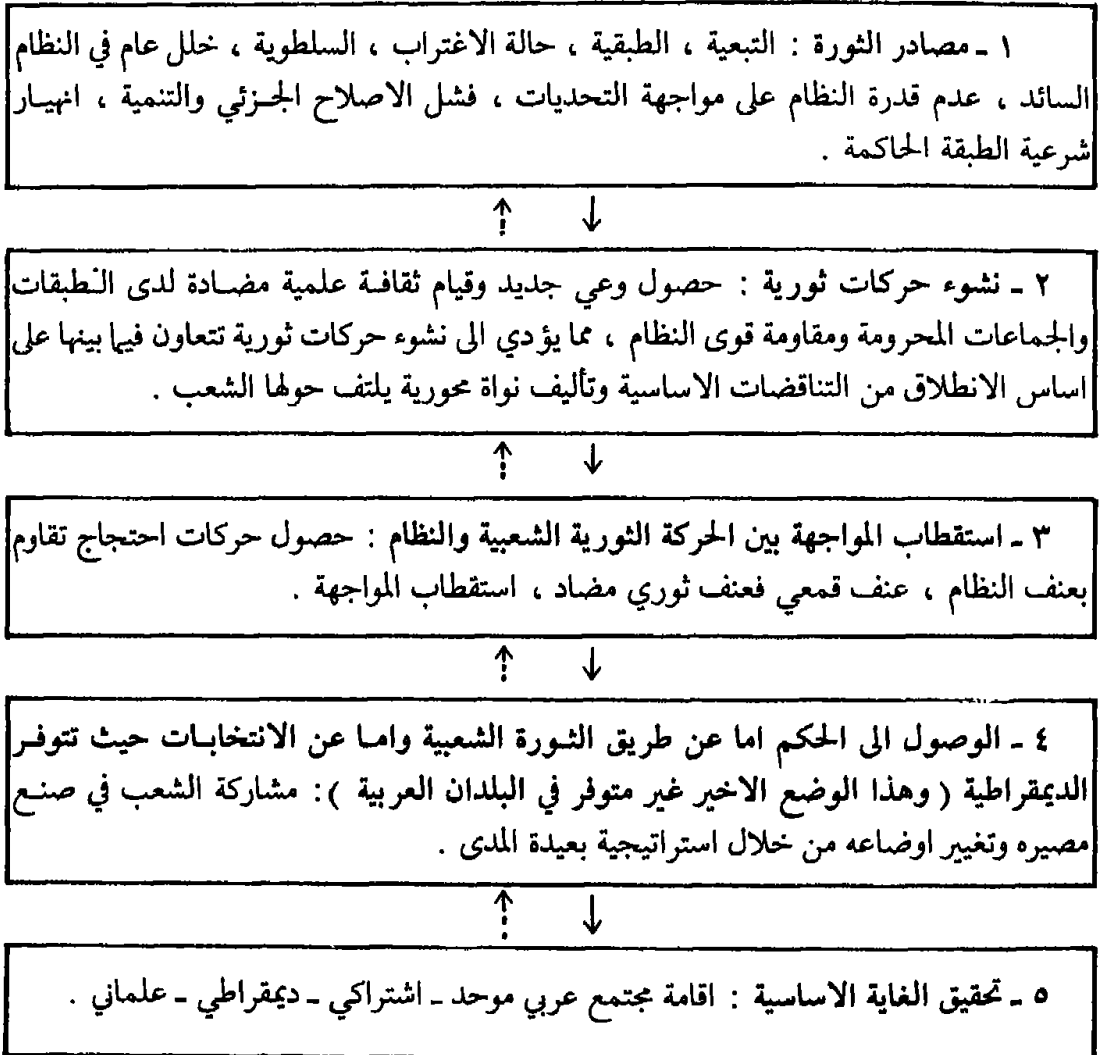 ١ ـ مصادر الثورة : التبعية ، الطبقية ، حالة الاغتراب ، السلطوية ، خلل عام في النظام
السائد ، عدم قدرة النظام على مواجهة التحديات ، فشل الاصلاح الجزئي والتنمية ، انهيار
شرعية الطبقة الحاكمة .
٢ ـ نشوء حركات ثورية : حصول وعي جديد وقيام ثقافة علمية مضادة لدى الطبقات
والجماعات المحرومة ومقاومة قوى النظام ، مما يؤدي الى نشوء حركات ثورية تتعاون فيما بينها على
اساس الانطلاق من التناقضات الاساسية وتأليف نواة محورية يلتف حولها الشعب .
٣ ـ استقطاب المواجهة بين الحركة الثورية الشعبية والنظام : حصول حركات احتجاج تقاوم
بعنف النظام ، عنف قمعي فعنف ثوري مضاد ، استقطاب المواجهة .
٤ ـ الوصول الى الحكم اما عن طريق الثورة الشعبية واما عن الانتخابات حيث تتوفر
الديمقراطية ( وهذا الوضع الاخير غير متوفر في البلدان العربية ) : مشاركة الشعب في صنع
مصيره وتغيير اوضاعه من خلال استراتيجية بعيدة المدى .
٥ ـ تحقيق الغاية الاساسية : اقامة مجتمع عربي موحد ـ اشتراكي ـ ديمقراطي ـ علماني .